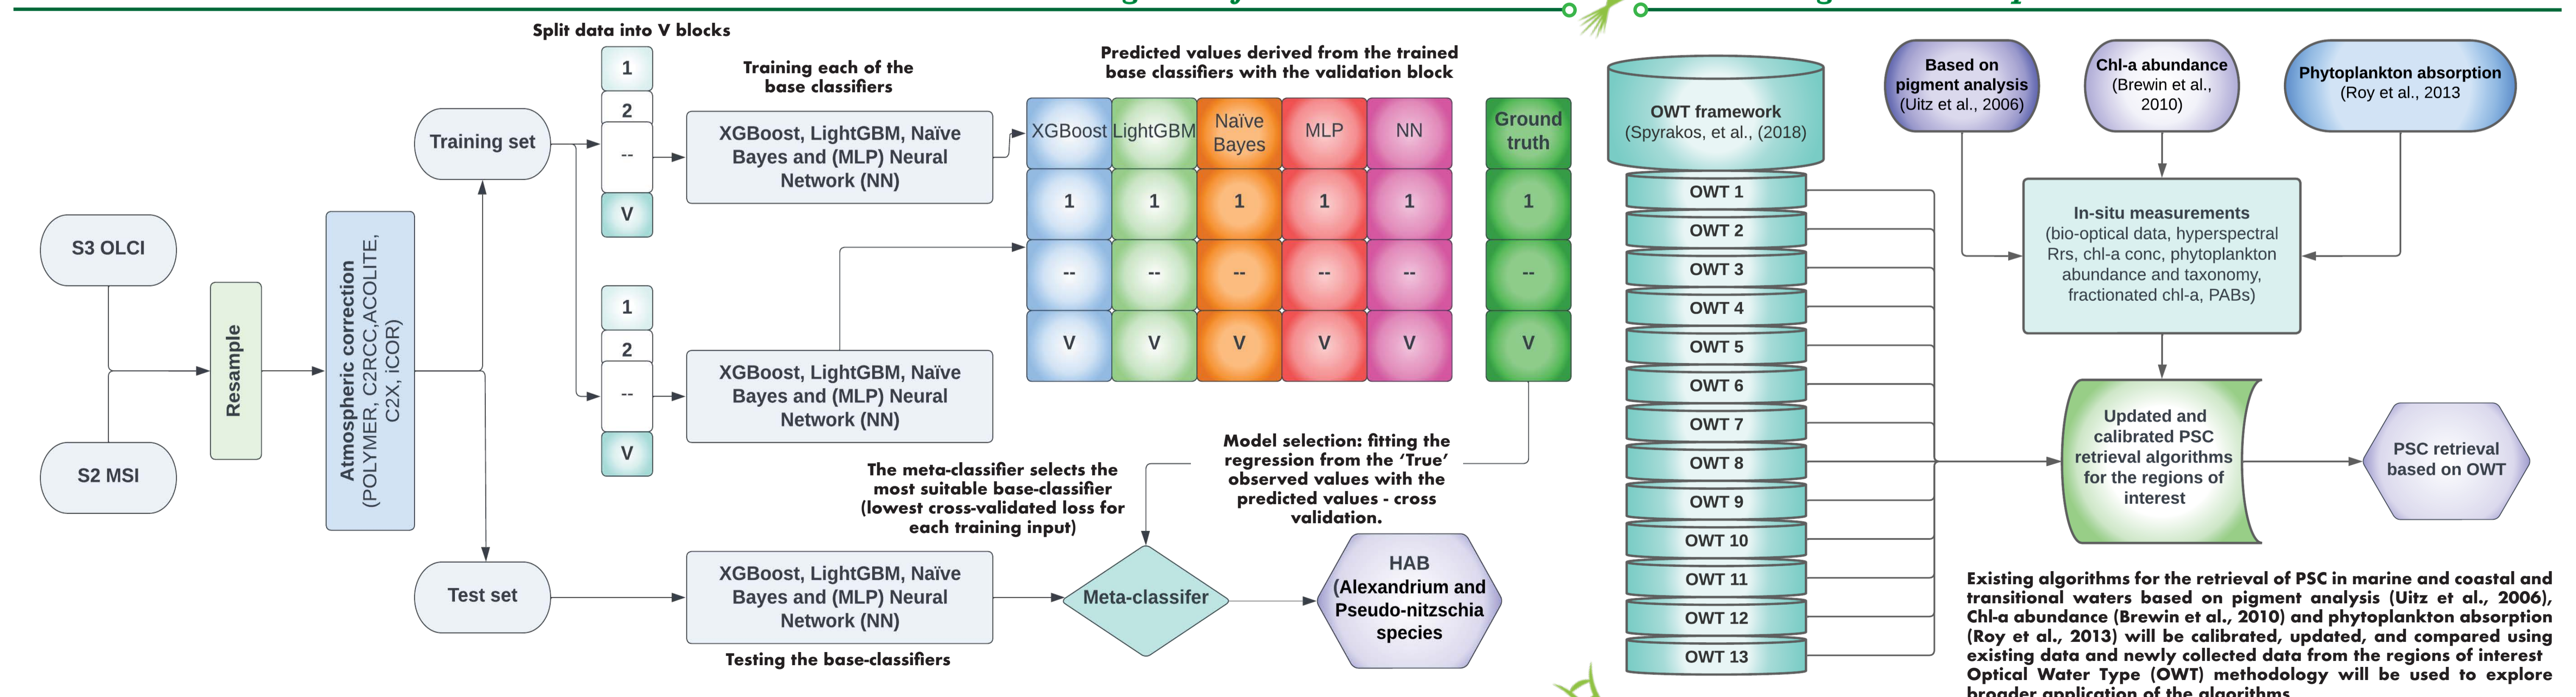 Split data into V blocks
1
2
--
V
1
2
--
V
Training each of the
base classifiers
Predicted values derived from the trained
base classifiers with the validation block
S3 OLCI
S2 MSI
Resample
Atmospheric correction
(POLYMER, C2RCC,ACOLITE,
C2X, iCOR)
Training set
Test set
XGBoost, LightGBM, Naïve
Bayes and (MLP) Neural
Network (NN)
XGBoost, LightGBM, Naïve
Bayes and (MLP) Neural
Network (NN)
XGBoost LightGBM Naïve Bayes MLP NN Ground truth
1 1 1 1 1 1
-- -- -- -- -- --
V V V V V V
The meta-classifier selects the
most suitable base-classifier
(lowest cross-validated loss for
each training input)
Model selection: fitting the
regression from the ‘True’
observed values with the
predicted values - cross
validation.
XGBoost, LightGBM, Naïve
Bayes and (MLP) Neural
Network (NN)
Testing the base-classifiers
Meta-classifer
HAB
(Alexandrium and
Pseudo-nitzschia
species
OWT framework
(Spyrakos, et al., (2018)
OWT 1
OWT 2
OWT 3
OWT 4
OWT 5
OWT 6
OWT 7
OWT 8
OWT 9
OWT 10
OWT 11
OWT 12
OWT 13
Based on
pigment analysis
(Uitz et al., 2006)
Chl-a abundance
(Brewin et al.,
2010)
Phytoplankton absorption
(Roy et al., 2013
In-situ measurements
(bio-optical data, hyperspectral
Rrs, chl-a conc, phytoplankton
abundance and taxonomy,
fractionated chl-a, PABs)
Updated and
calibrated PSC
retrieval algorithms
for the regions of
interest
PSC retrieval
based on OWT
Existing algorithms for the retrieval of PSC in marine and coastal and
transitional waters based on pigment analysis (Uitz et al., 2006),
Chl-a abundance (Brewin et al., 2010) and phytoplankton absorption
(Roy et al., 2013) will be calibrated, updated, and compared using
existing data and newly collected data from the regions of interest
Optical Water Type (OWT) methodology will be used to explore
broader application of the algorithms